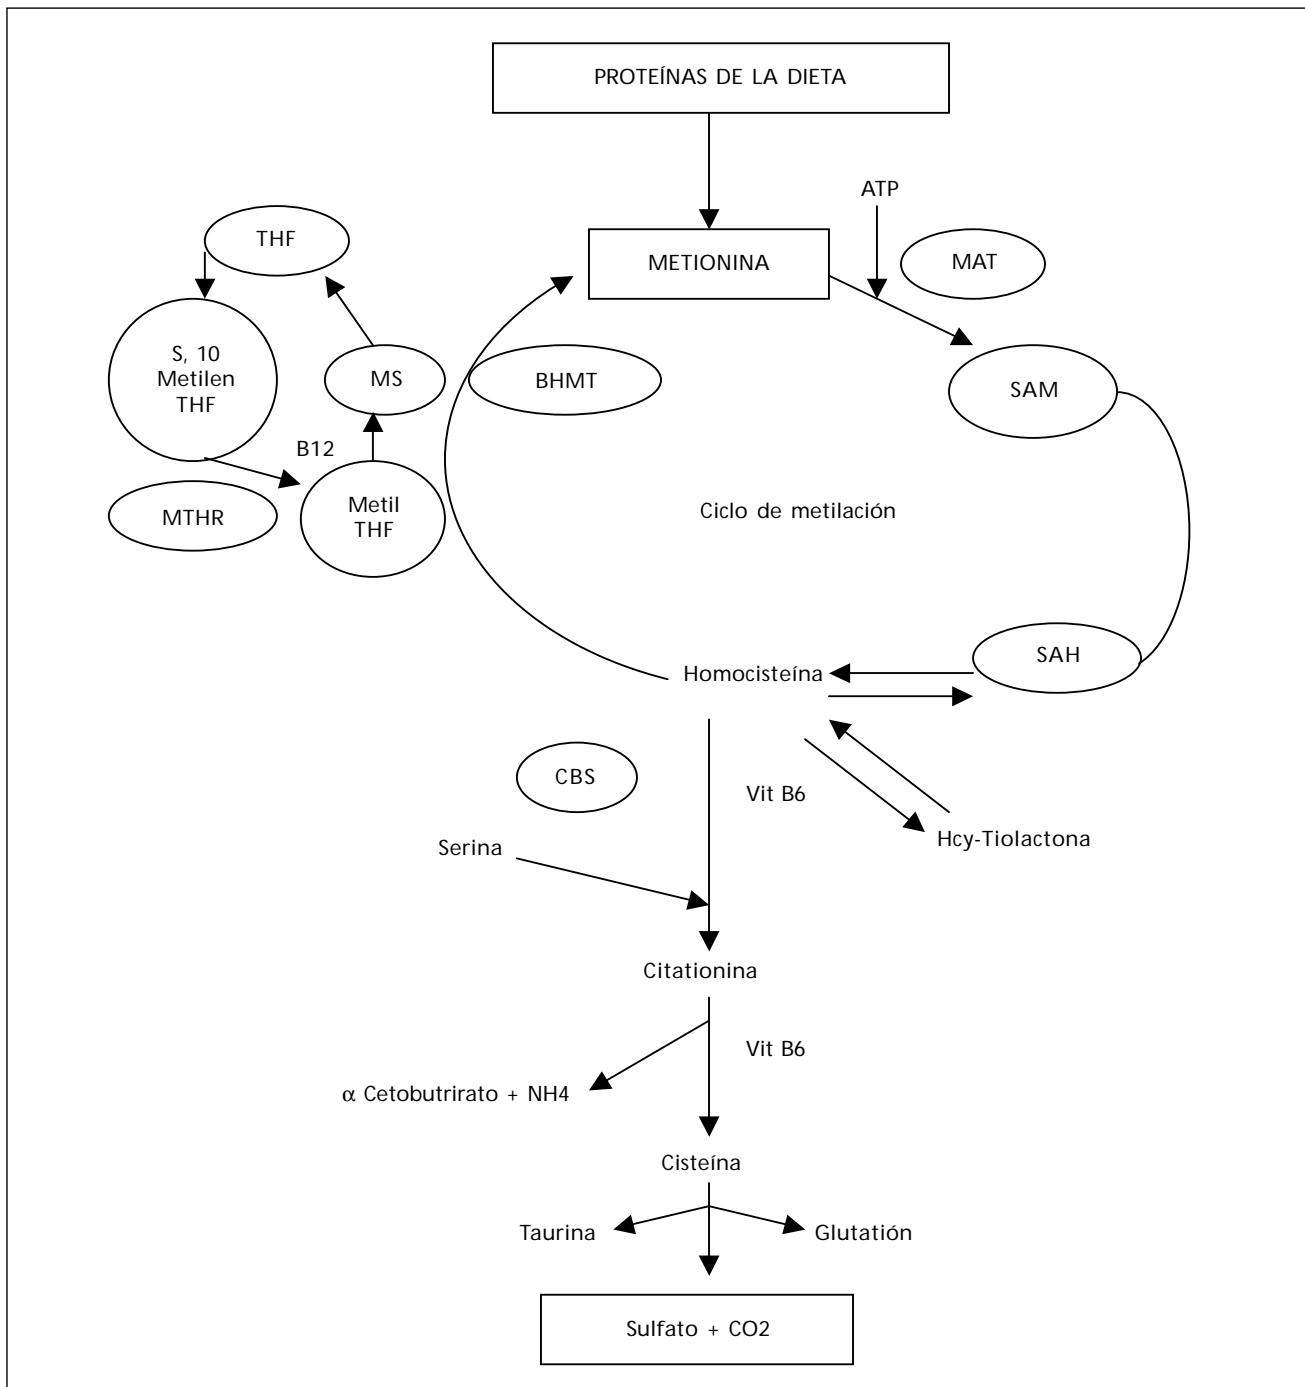 PROTEÍNAS DE LA DIETA
ATP
THF
METIONINA
MAT
S, 10
Metilen
THF
MS
BHMT
SAM
B12
MTHR
Metil
THF
Ciclo de metilación
Homocisteína
SAH
CBS
Vit B6
Serina
Hcy-Tiolactona
Citationina
Vit B6
α Cetobutrirato + NH4
Cisteína
Taurina
Glutatión
Sulfato + CO2